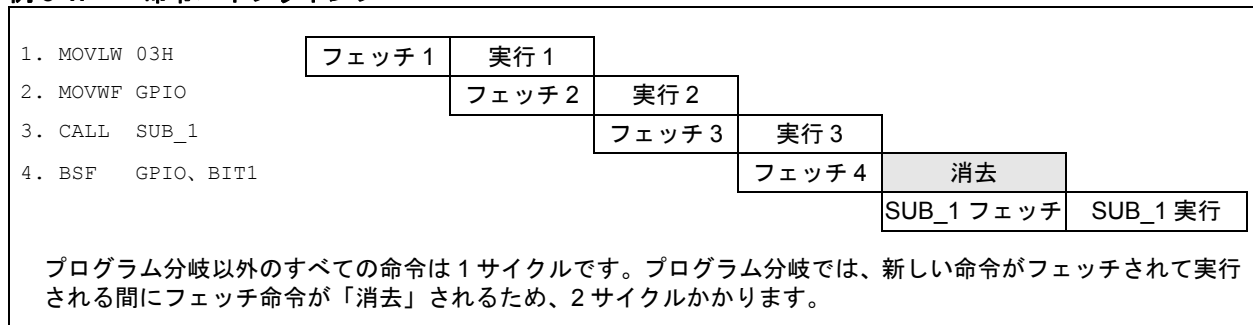 1. MOVLW 03H フェッチ 1 実行 1
2. MOVWF GPIO フェッチ 2 実行 2
3. CALL SUB_1 フェッチ 3 実行 3
4. BSF GPIO、BIT1 フェッチ 4 消去
SUB_1 フェッチ SUB_1 実行
プログラム分岐以外のすべての命令は 1 サイクルです。プログラム分岐では、新しい命令がフェッチされて実行
される間にフェッチ命令が「消去」されるため、2 サイクルかかります。